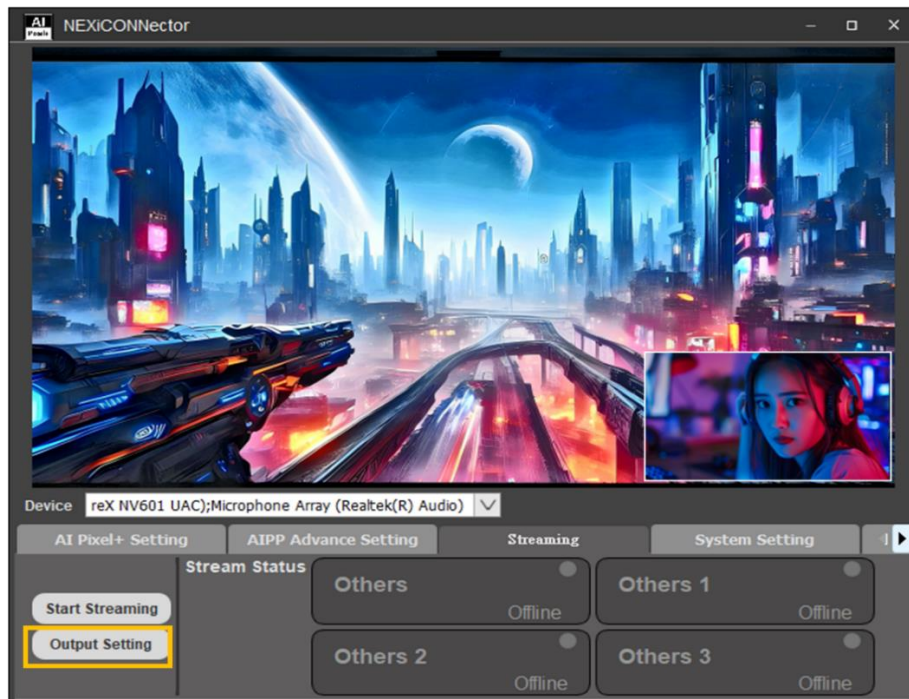 AI
Pixels
NEXiCONNector
Device reX NV601 UAC);Microphone Array (Realtek(R) Audio)
AI Pixel+ Setting AIPP Advance Setting Streaming System Setting
Stream Status
Others
Offline
Others 1
Offline
Start Streaming
Output Setting
Others 2
Offline
Others 3
Offline